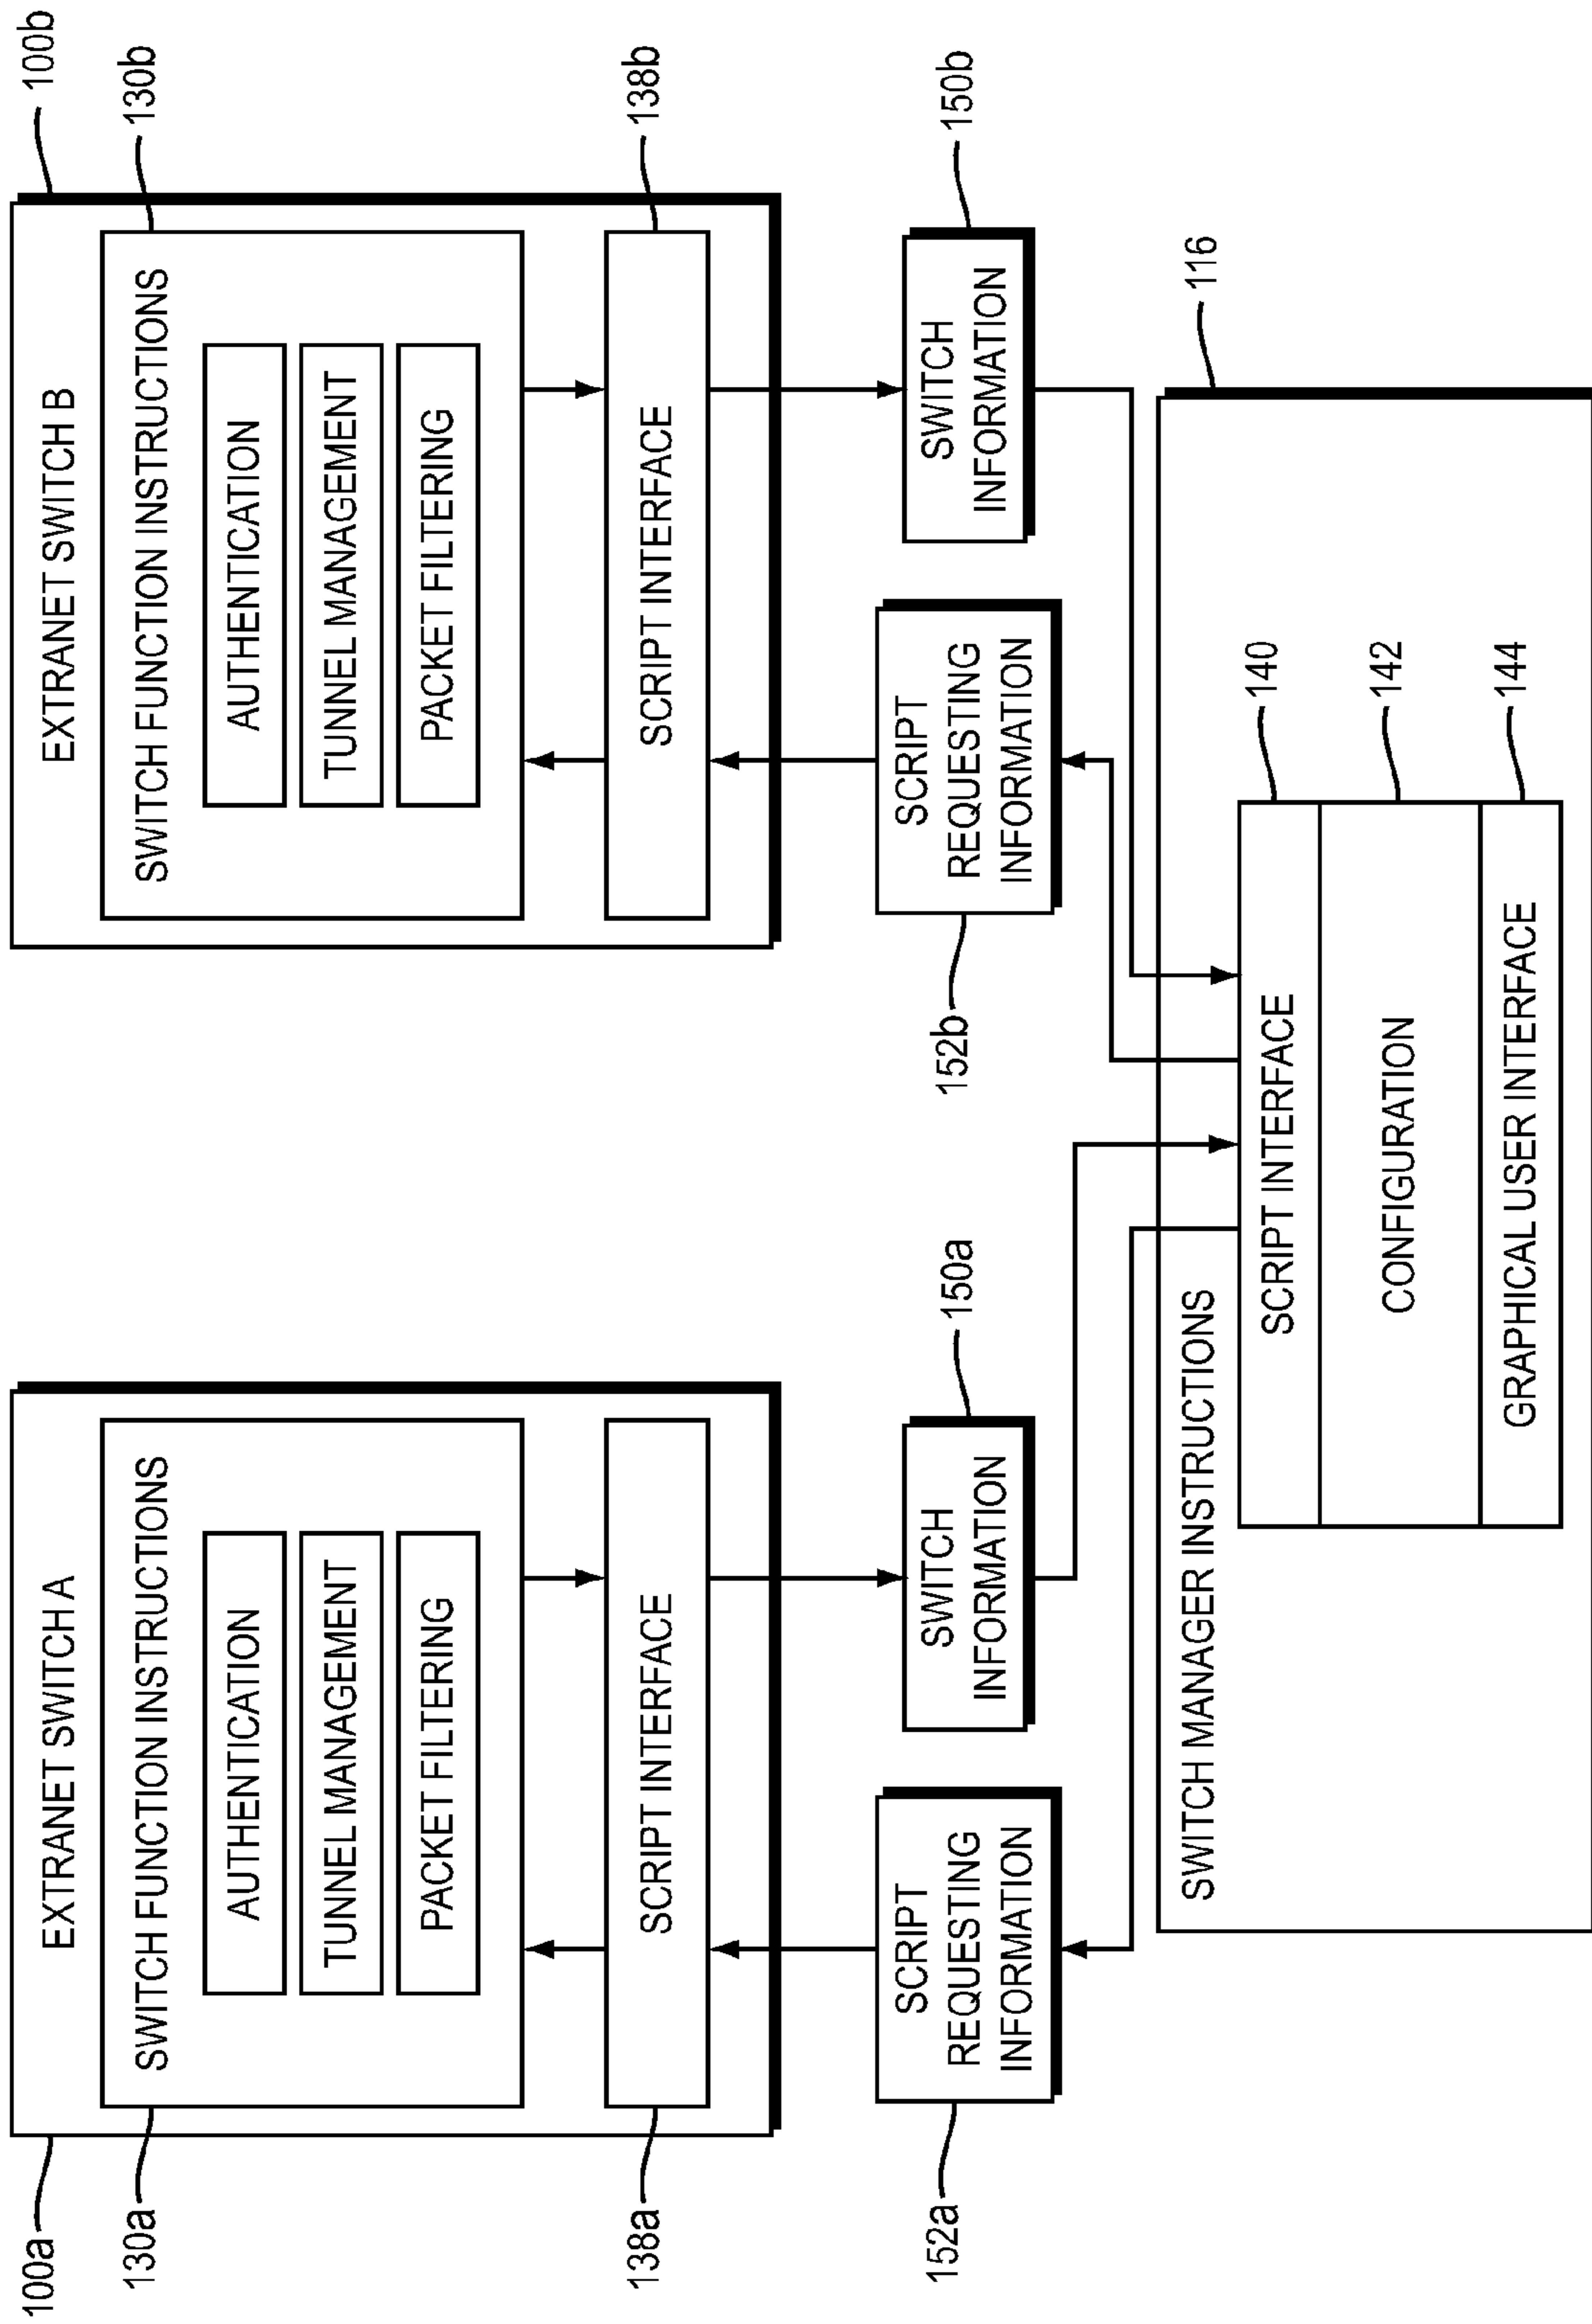 100a
EXTRANET SWITCH A
130a
SWITCH FUNCTION INSTRUCTIONS
AUTHENTICATION
TUNNEL MANAGEMENT
PACKET FILTERING
138a
SCRIPT INTERFACE
152a
SCRIPT
REQUESTING
INFORMATION
SWITCH
INFORMATION
150a
EXTRANET SWITCH B
100b
SWITCH FUNCTION INSTRUCTIONS
130b
AUTHENTICATION
TUNNEL MANAGEMENT
PACKET FILTERING
SCRIPT INTERFACE
138b
152b
SCRIPT
REQUESTING
INFORMATION
SWITCH
INFORMATION
150b
SWITCH MANAGER INSTRUCTIONS
116
SCRIPT INTERFACE
140
CONFIGURATION
142
GRAPHICAL USER INTERFACE
144